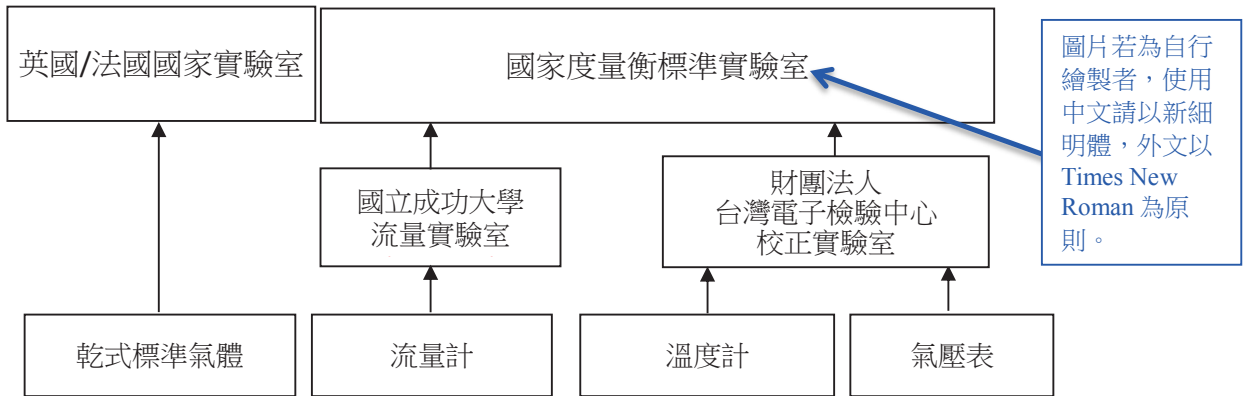 英國/法國國家實驗室
國家度量衡標準實驗室
圖片若為自行
繪製者，使用
中文請以新細
明體，外文以
Times New
Roman 為原
則。
國立成功大學
流量實驗室
財團法人
台灣電子檢驗中心
校正實驗室
乾式標準氣體
流量計
溫度計
氣壓表